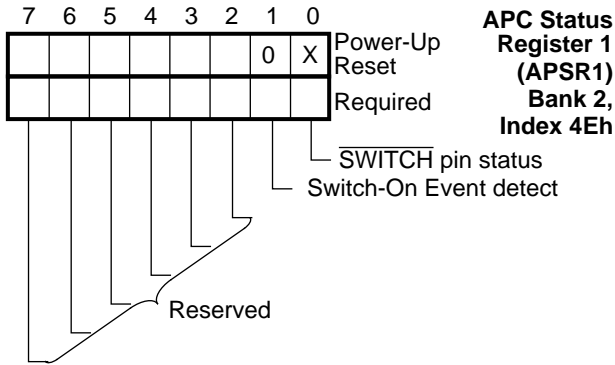 7 6 5 4 3 2 1 0
APC Status
Register 1
(APSR1)
Bank 2,
Index 4Eh
0 X
Power-Up
Reset
Required
SWITCH pin status
Switch-On Event detect
Reserved